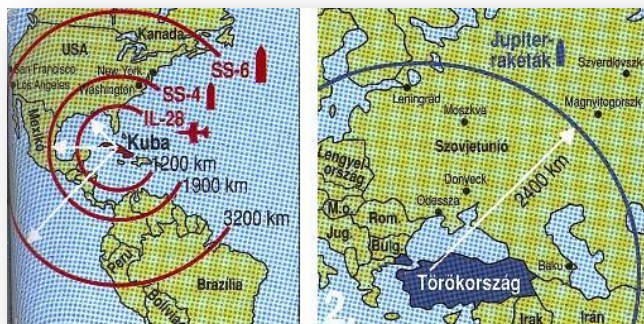 Kanada
USA
SS-6
San Francisco
New York
Los Angeles
Washington
SS-4
IL-28
Mexikó
Kuba
1200 km
1900 km
3200 km
Peru
Brazília
Bolívia
Jupiter-
rakéták
Szverdlovszk
Leningrád
Magnyitogorszk
Moszkva
Szovjetunió
Lengyel-
ország
Donyeck
2400 km
M.o.
Odessza
Rom.
Jug.
Bulg.
Törökország
Baku
2.
Irak
Irán